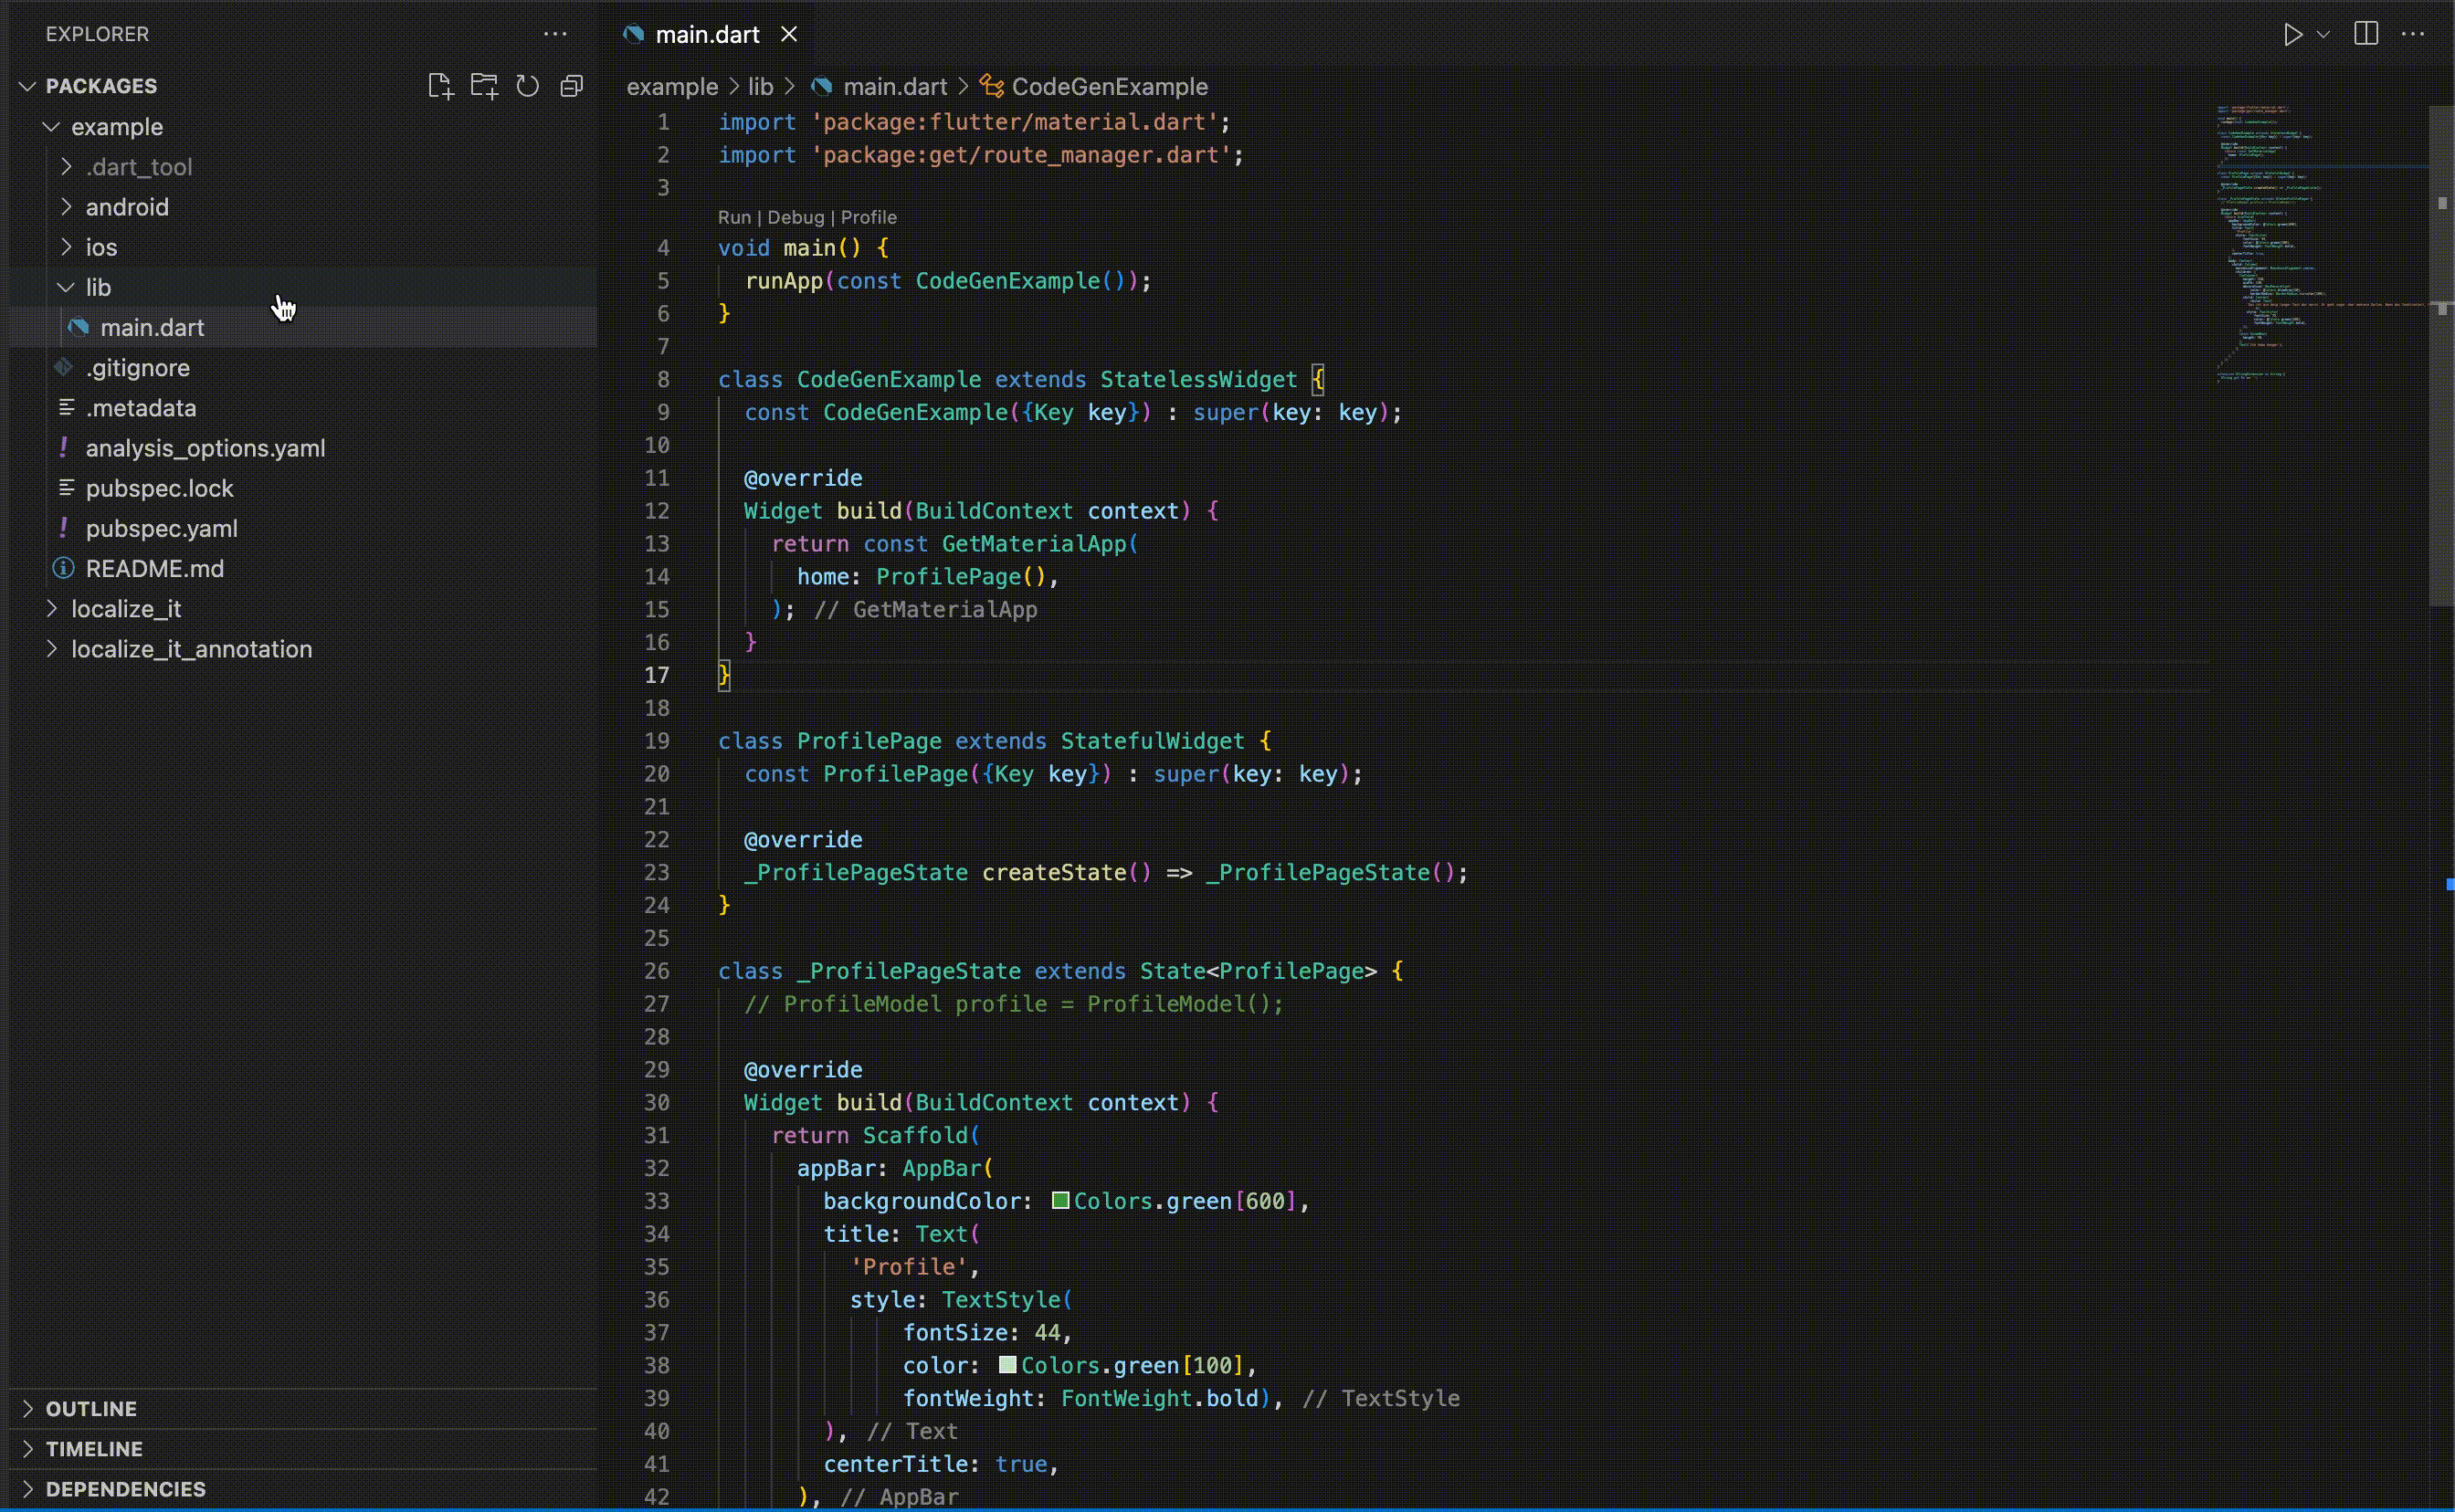 EXPLORER
PACKAGES
example
.dart_tool
android
ios
lib
main.dart
.gitignore
.metadata
analysis_options.yaml
pubspec.lock
pubspec.yaml
README.md
localize_it
localize_it_annotation
OUTLINE
TIMELINE
DEPENDENCIES
main.dart
example > lib > main.dart > CodeGenExample
1 import 'package:flutter/material.dart';
2 import 'package:get/route_manager.dart';
3
Run | Debug | Profile
4 void main() {
5 runApp(const CodeGenExample());
6 }
7
8 class CodeGenExample extends StatelessWidget {
9 const CodeGenExample({Key key}) : super(key: key);
10
11 @override
12 Widget build(BuildContext context) {
13 return const GetMaterialApp(
14 home: ProfilePage(),
15 ); // GetMaterialApp
16 }
17 }
18
19 class ProfilePage extends StatefulWidget {
20 const ProfilePage({Key key}) : super(key: key);
21
22 @override
23 _ProfilePageState createState() => _ProfilePageState();
24 }
25
26 class _ProfilePageState extends State<ProfilePage> {
27 // ProfileModel profile = ProfileModel();
28
29 @override
30 Widget build(BuildContext context) {
31 return Scaffold(
32 appBar: AppBar(
33 backgroundColor: Colors.green[600],
34 title: Text(
35 'Profile',
36 style: TextStyle(
37 fontSize: 44,
38 color: Colors.green[100],
39 fontWeight: FontWeight.bold), // TextStyle
40 ), // Text
41 centerTitle: true,
42 ), // AppBar